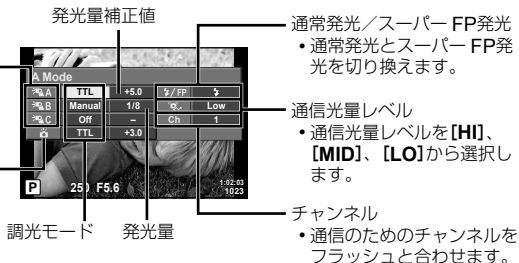 発光量補正値
A Mode
A TTL +5.0
B Manual 1/8
C Off –
TTL +3.0
⚡/FP ⚡
Low
Ch 1
P 250 F5.6
1:02:03
1023
調光モード 発光量
通常発光／スーパー FP発光
• 通常発光とスーパー FP発
光を切り換えます。
通信光量レベル
• 通信光量レベルを[HI]、
[MID]、[LO]から選択し
ます。
チャンネル
• 通信のためのチャンネルを
フラッシュと合わせます。